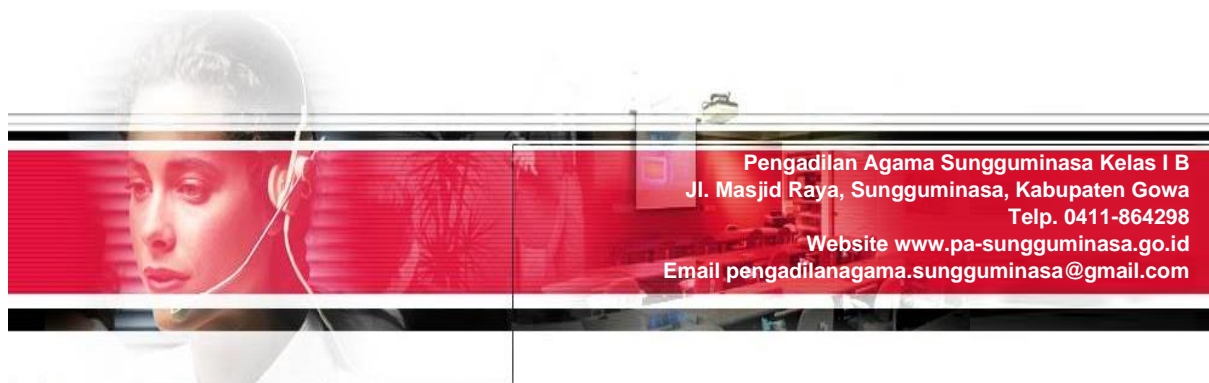 Pengadilan Agama Sungguminasa Kelas I B
Jl. Masjid Raya, Sungguminasa, Kabupaten Gowa
Telp. 0411-864298
Website www.pa-sungguminasa.go.id
Email pengadilanagama.sungguminasa@gmail.com